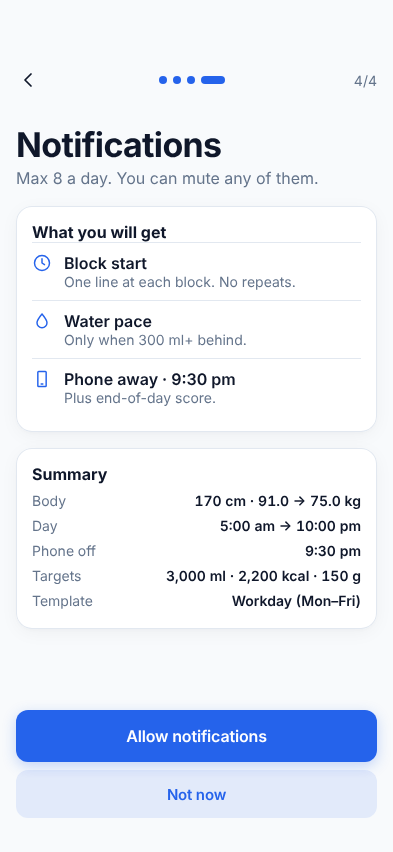 4/4
Notifications
Max 8 a day. You can mute any of them.
What you will get
Block start
One line at each block. No repeats.
Water pace
Only when 300 ml+ behind.
Phone away · 9:30 pm
Plus end-of-day score.
Summary
Body 170 cm · 91.0 → 75.0 kg
Day 5:00 am → 10:00 pm
Phone off 9:30 pm
Targets 3,000 ml · 2,200 kcal · 150 g
Template Workday (Mon–Fri)
Allow notifications
Not now